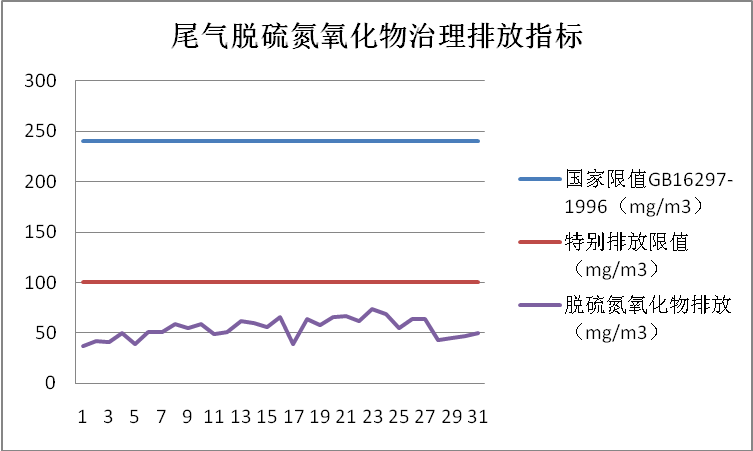 尾气脱硫氮氧化物治理排放指标
300
250
200
150
100
50
0
1 3 5 7 9 11 13 15 17 19 21 23 25 27 29 31
国家限值GB16297-
1996（mg/m3）
特别排放限值
（mg/m3）
脱硫氮氧化物排放
（mg/m3）